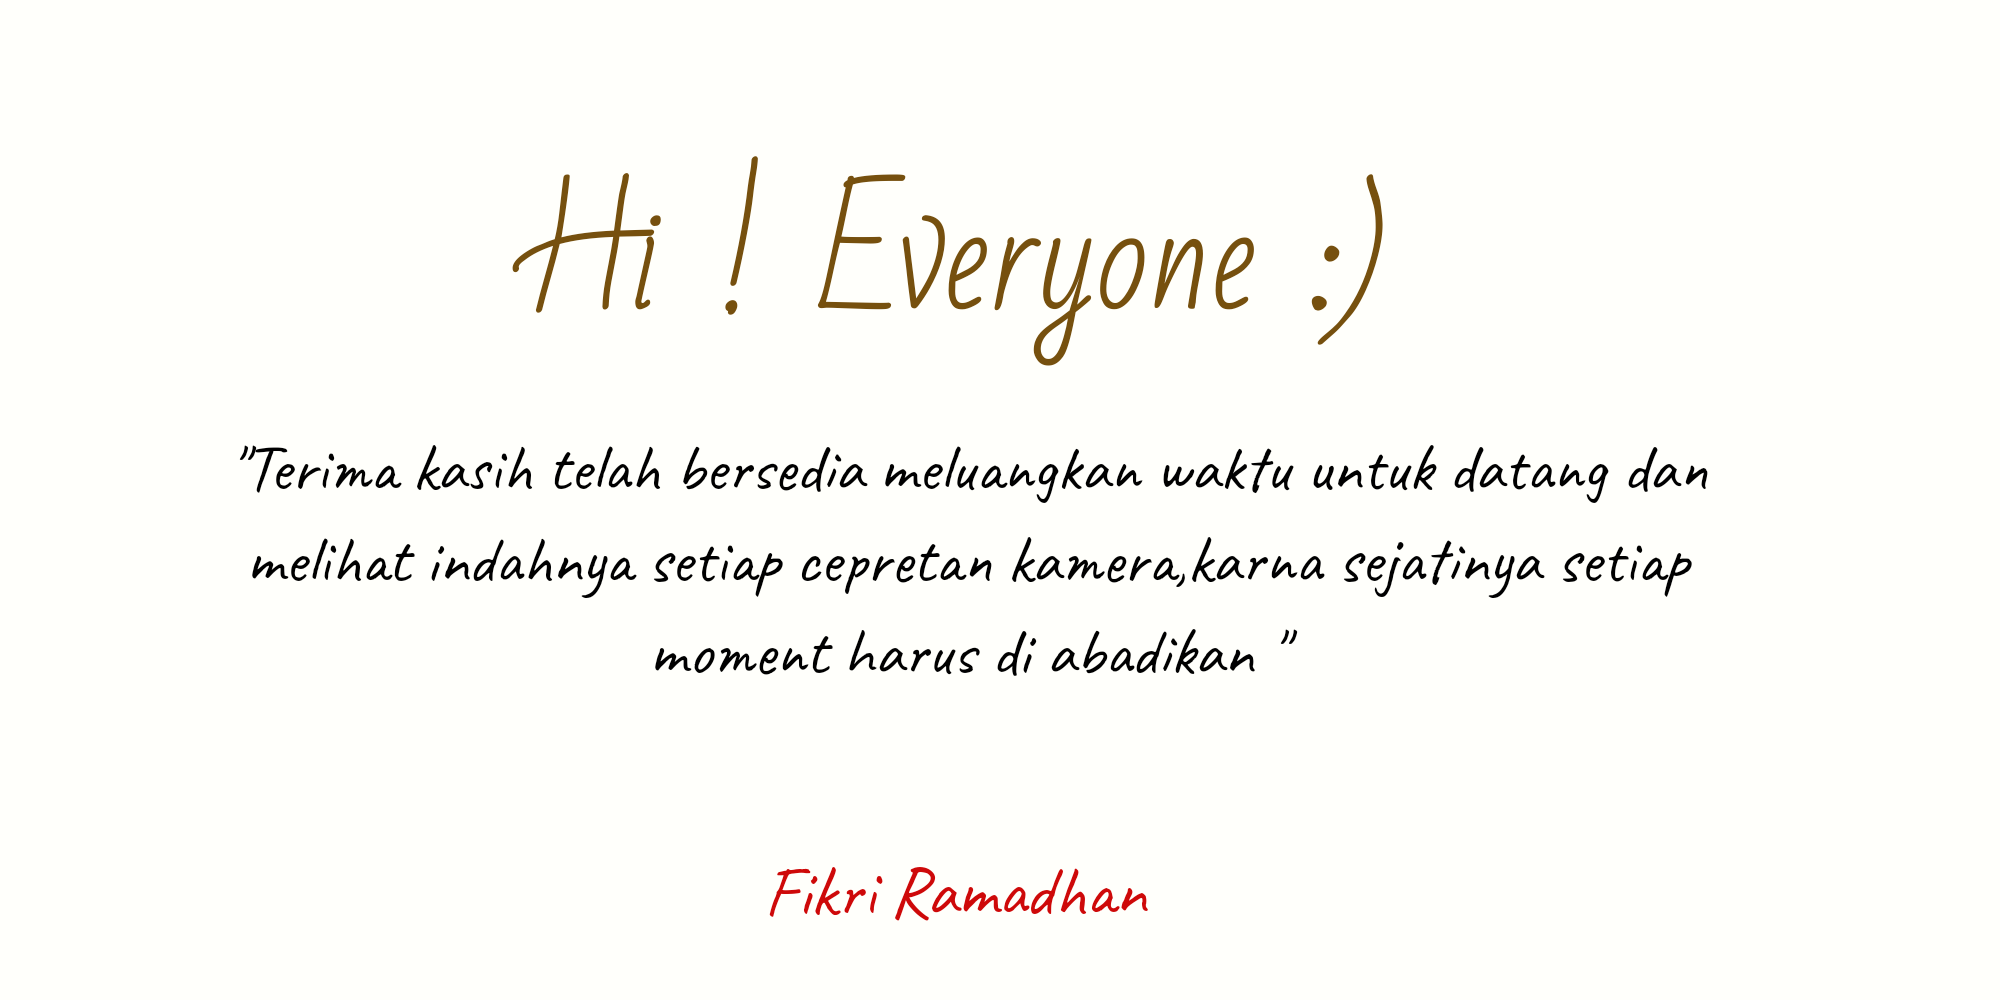 Hi ! Everyone :)
"Terima kasih telah bersedia meluangkan waktu untuk datang dan
melihat indahnya setiap cepretan kamera,karna sejatinya setiap
moment harus di abadikan "
Fikri Ramadhan